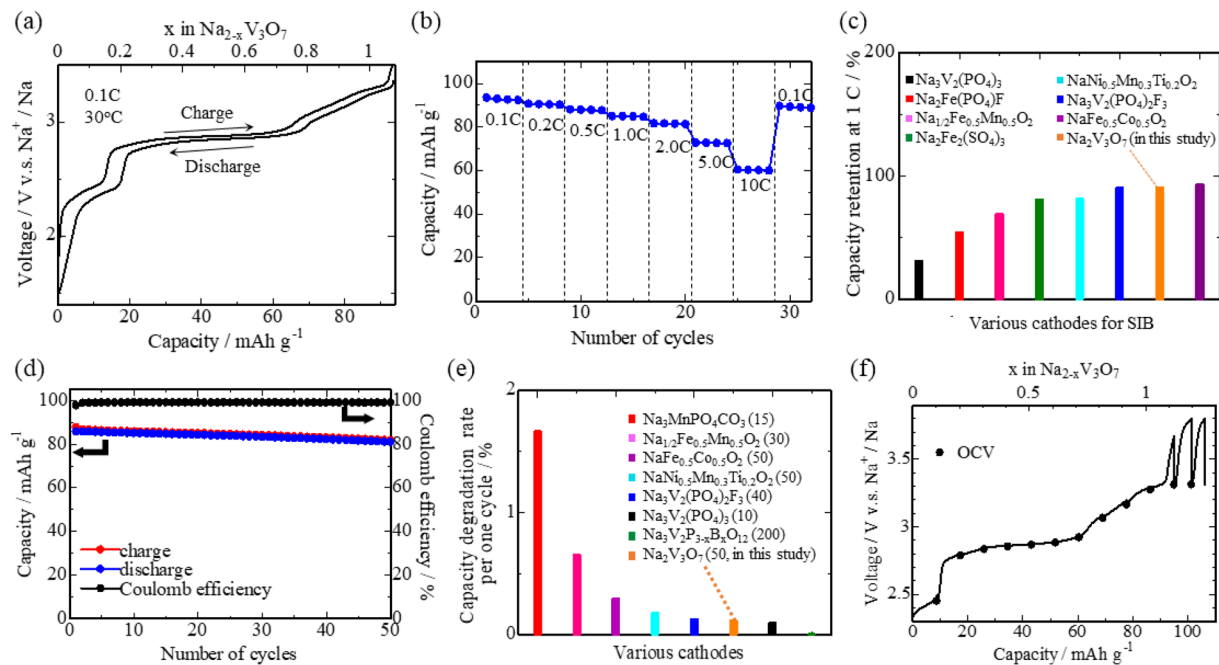 (a)
x in Na₂₋ₓV₃O₇
0 0.2 0.4 0.6 0.8 1
Voltage / V v.s. Na⁺ / Na
3
2
0.1C
30°C
Charge
Discharge
0 20 40 60 80
Capacity / mAh g⁻¹
(b)
Capacity / mAh g⁻¹
100
80
60
40
20
0
0.1C 0.2C 0.5C 1.0C 2.0C 5.0C 10C 0.1C
0 10 20 30
Number of cycles
(c)
Capacity retention at 1 C / %
200
100
0
Na₃V₂(PO₄)₃
Na₂Fe(PO₄)F
Na₁/₂Fe₀.₅Mn₀.₅O₂
Na₂Fe₂(SO₄)₃
NaNi₀.₅Mn₀.₃Ti₀.₂O₂
Na₃V₂(PO₄)₂F₃
NaFe₀.₅Co₀.₅O₂
Na₂V₃O₇ (in this study)
Various cathodes for SIB
(d)
Capacity / mAh g⁻¹
100
80
60
40
20
0
charge
discharge
Coulomb efficiency
100
80
60
40
20
0
Coulomb efficiency / %
0 10 20 30 40 50
Number of cycles
(e)
Capacity degradation rate
per one cycle / %
2
1
0
Na₃MnPO₄CO₃ (15)
Na₁/₂Fe₀.₅Mn₀.₅O₂ (30)
NaFe₀.₅Co₀.₅O₂ (50)
NaNi₀.₅Mn₀.₃Ti₀.₂O₂ (50)
Na₃V₂(PO₄)₂F₃ (40)
Na₃V₂(PO₄)₃ (10)
Na₃V₂P₃₋ₓBₓO₁₂ (200)
Na₂V₃O₇ (50, in this study)
Various cathodes
(f)
x in Na₂₋ₓV₃O₇
0 0.5 1
Voltage / V v.s. Na⁺ / Na
3.5
3
2.5
OCV
0 20 40 60 80 100
Capacity / mAh g⁻¹